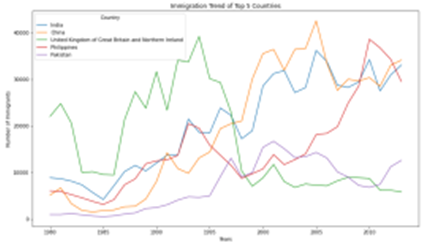 Immigration Trend of Top 5 Countries
Country
India
China
United Kingdom of Great Britain and Northern Ireland
Philippines
Pakistan
Number of Immigrants
40000
30000
20000
10000
0
1980
1985
1990
1995
2000
2005
2010
Years